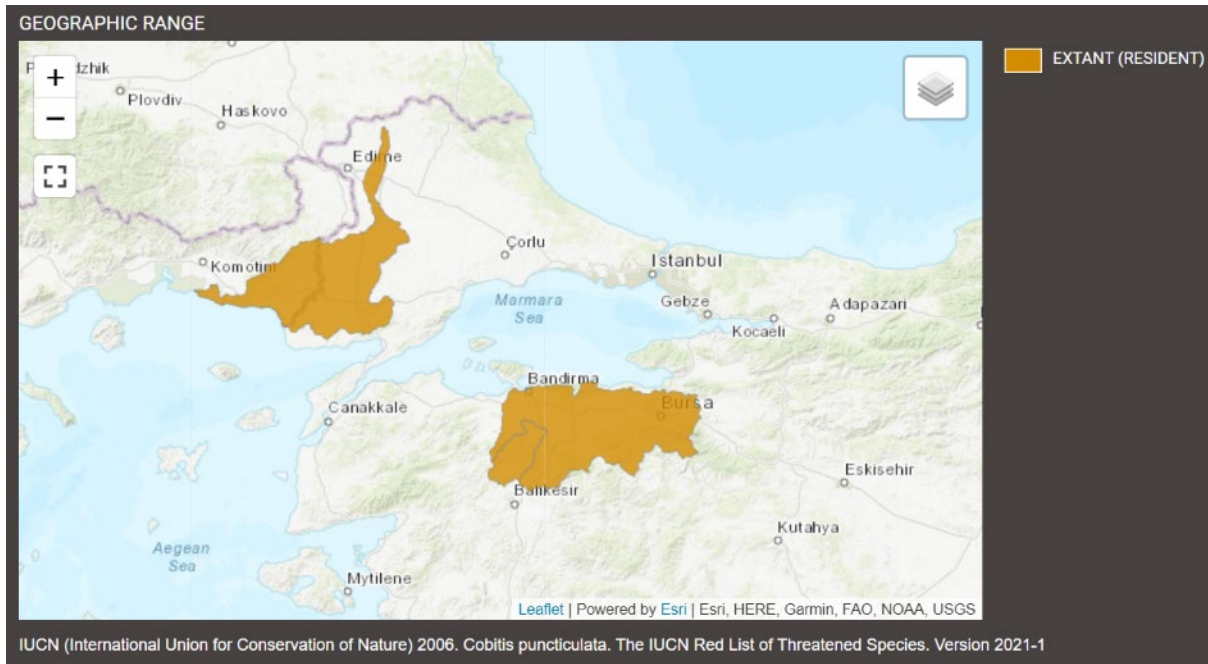 GEOGRAPHIC RANGE
EXTANT (RESIDENT)
+
−
Plovdiv
Haskovo
Edirne
Komotini
Çorlu
Istanbul
Marmara
Sea
Gebze
Adapazari
Kocaeli
Bandirma
Canakkale
Bursa
Eskisehir
Balikesir
Kutahya
Aegean
Sea
Mytilene
Leaflet | Powered by Esri | Esri, HERE, Garmin, FAO, NOAA, USGS
IUCN (International Union for Conservation of Nature) 2006. Cobitis puncticulata. The IUCN Red List of Threatened Species. Version 2021-1